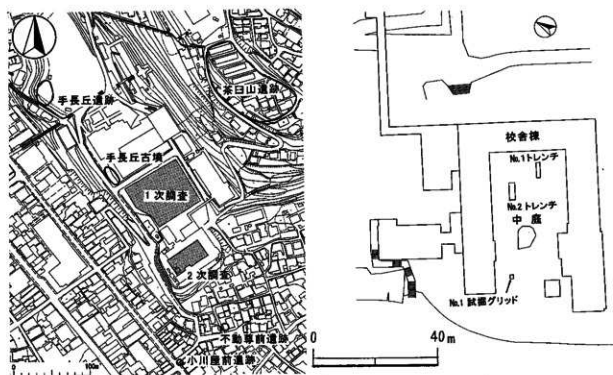 茶臼山遺跡
手長丘遺跡
手長丘古墳
1次調査
2次調査
不動尊前遺跡
小川屋前遺跡
0 100m
校舎棟
No.1トレンチ
No.2トレンチ
中庭
No.1試掘グリッド
0 40m